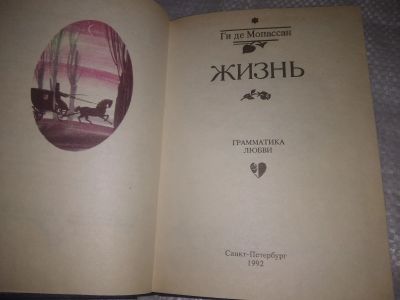 Ги де Мопассан
ЖИЗНЬ
ГРАММАТИКА
ЛЮБВИ
Санкт-Петербург
1992